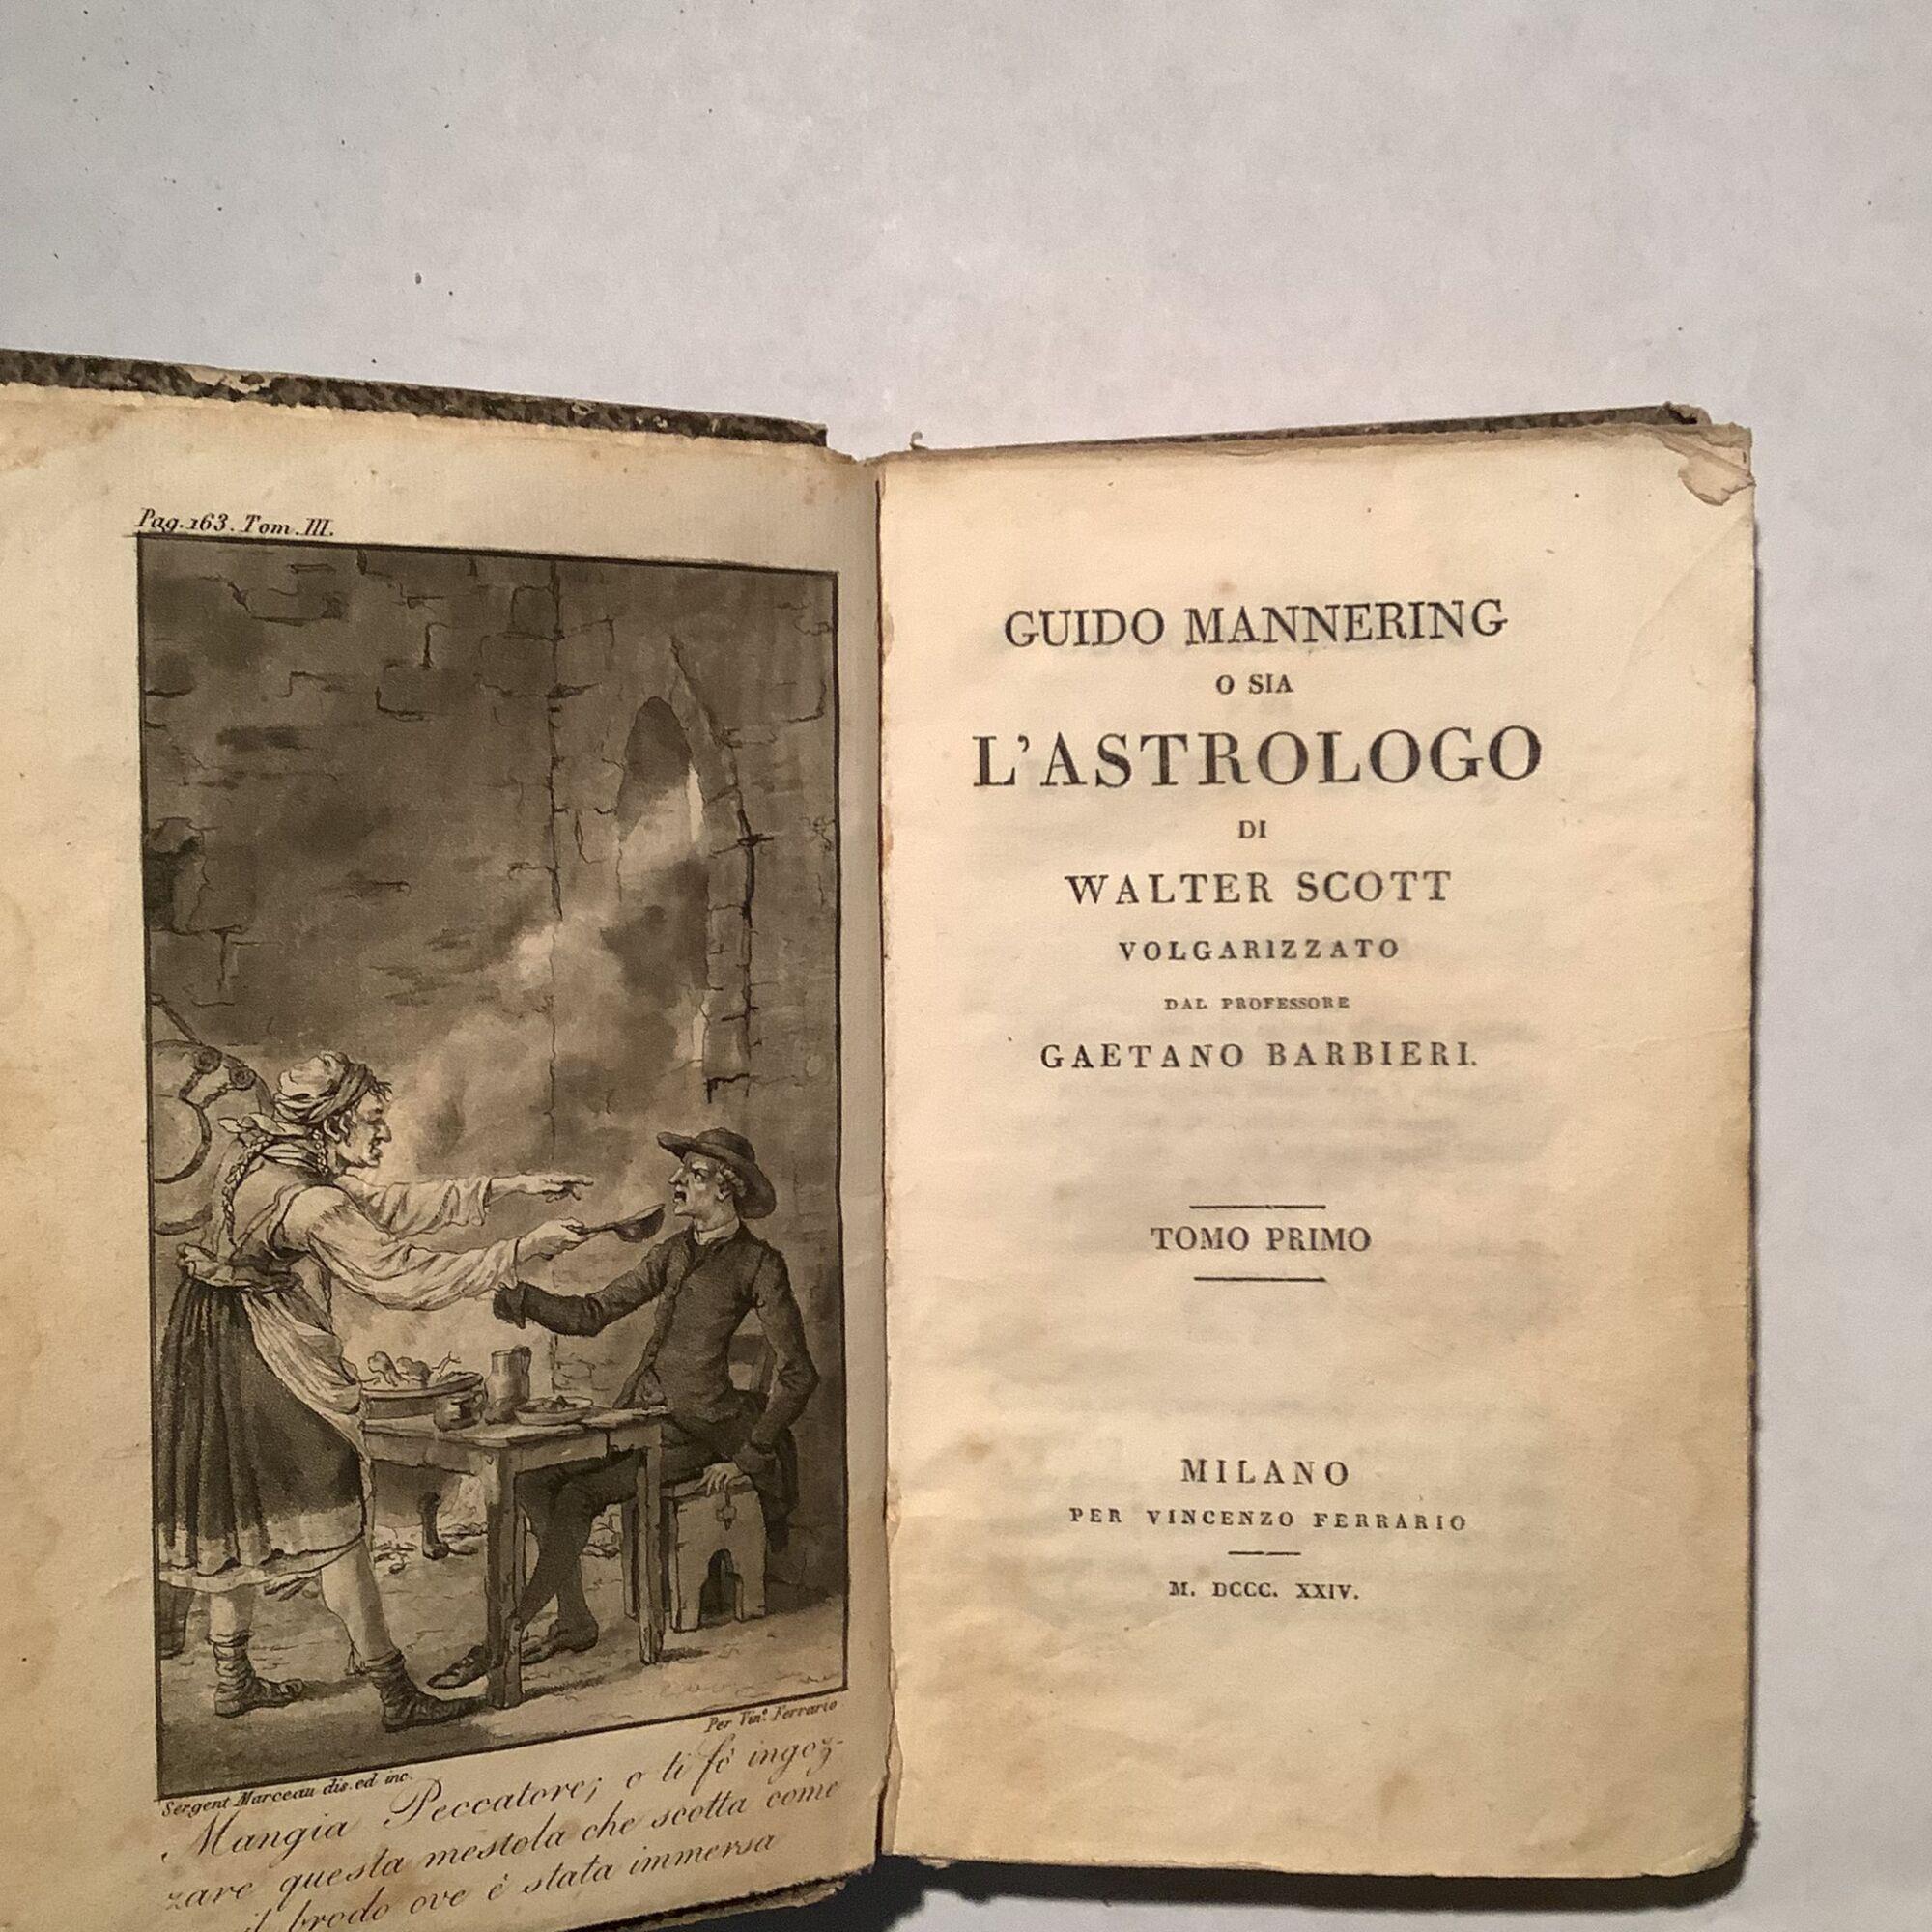 Pag. 163. Tom. III.
Sergent Marceau dis. ed inc.
Per Vin.º Ferrario
Mangia Peccatore; o ti fò ingoz-
zare questa mestola che scotta come
il brodo ove è stata immersa
GUIDO MANNERING
O SIA
L'ASTROLOGO
DI
WALTER SCOTT
VOLGARIZZATO
DAL PROFESSORE
GAETANO BARBIERI.
TOMO PRIMO
MILANO
PER VINCENZO FERRARIO
M. DCCC. XXIV.